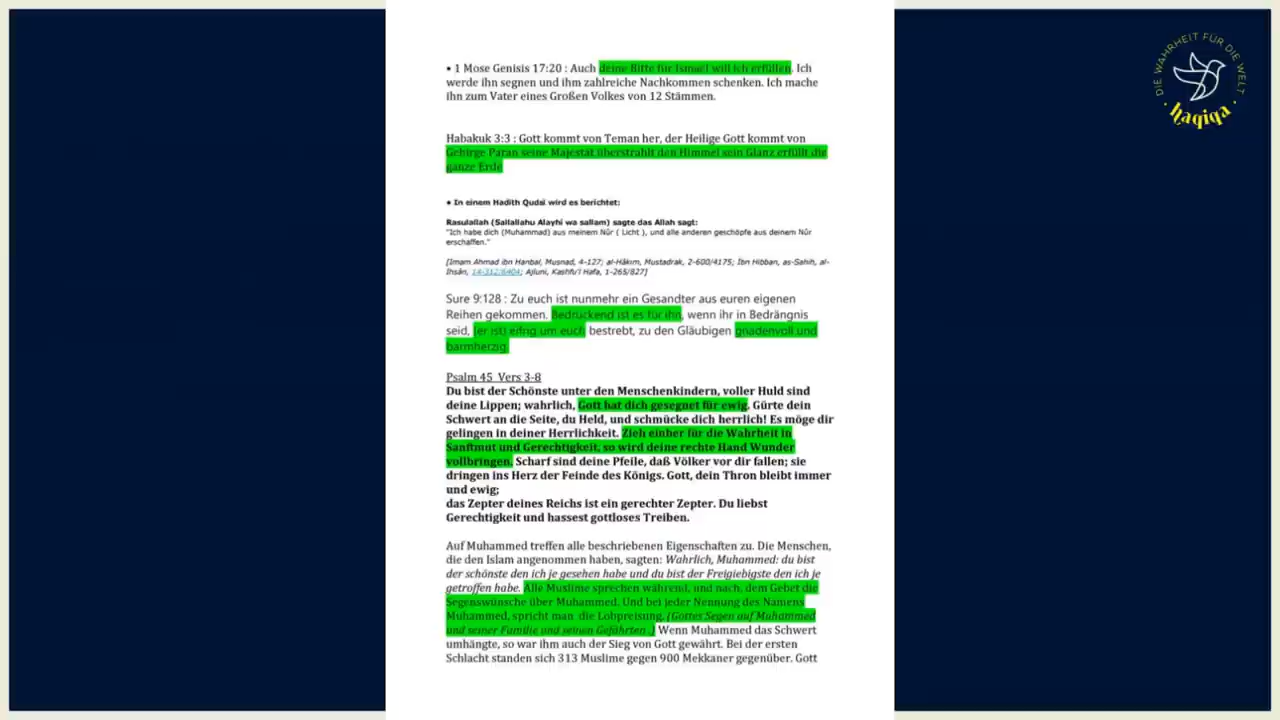 • 1 Mose Genisis 17:20 : Auch deine Bitte für Ismael will ich erfüllen. Ich
werde ihn segnen und ihm zahlreiche Nachkommen schenken. Ich mache
ihn zum Vater eines Großen Volkes von 12 Stämmen.
Habakuk 3:3 : Gott kommt von Teman her, der Heilige Gott kommt von
Gebirge Paran seine Majestät überstrahlt den Himmel sein Glanz erfüllt die
ganze Erde
• In einem Hadith Qudsi wird es berichtet:
Rasulallah (Sallallahu Alayhi wa sallam) sagte das Allah sagt:
"Ich habe dich (Muhammad) aus meinem Nûr ( Licht ), und alle anderen geschöpfe aus deinem Nûr
erschaffen."
[Imam Ahmad ibn Hanbal, Musnad, 4-127; al-Hâkim, Mustadrak, 2-600/4175; Ibn Hibban, as-Sahih, al-
Ihsân, 14-312/6404; Ajluni, Kashfu'l Hafa, 1-265/827]
Sure 9:128 : Zu euch ist nunmehr ein Gesandter aus euren eigenen
Reihen gekommen. Bedrückend ist es für ihn, wenn ihr in Bedrängnis
seid, (er ist) eifrig um euch bestrebt, zu den Gläubigen gnadenvoll und
barmherzig.
Psalm 45 Vers 3-8
Du bist der Schönste unter den Menschenkindern, voller Huld sind
deine Lippen; wahrlich, Gott hat dich gesegnet für ewig. Gürte dein
Schwert an die Seite, du Held, und schmücke dich herrlich! Es möge dir
gelingen in deiner Herrlichkeit. Zieh einher für die Wahrheit in
Sanftmut und Gerechtigkeit, so wird deine rechte Hand Wunder
vollbringen. Scharf sind deine Pfeile, daß Völker vor dir fallen; sie
dringen ins Herz der Feinde des Königs. Gott, dein Thron bleibt immer
und ewig;
das Zepter deines Reichs ist ein gerechter Zepter. Du liebst
Gerechtigkeit und hassest gottloses Treiben.
Auf Muhammed treffen alle beschriebenen Eigenschaften zu. Die Menschen,
die den Islam angenommen haben, sagten: Wahrlich, Muhammed: du bist
der schönste den ich je gesehen habe und du bist der Freigiebigste den ich je
getroffen habe. Alle Muslime sprechen während, und nach, dem Gebet die
Segenswünsche über Muhammed. Und bei jeder Nennung des Namens
Muhammed, spricht man die Lobpreisung. (Gottes Segen auf Muhammed
und seiner Familie und seinen Gefährten .) Wenn Muhammed das Schwert
umhängte, so war ihm auch der Sieg von Gott gewährt. Bei der ersten
Schlacht standen sich 313 Muslime gegen 900 Mekkaner gegenüber. Gott
DIE WAHRHEIT FÜR DIE WELT
haqiqa